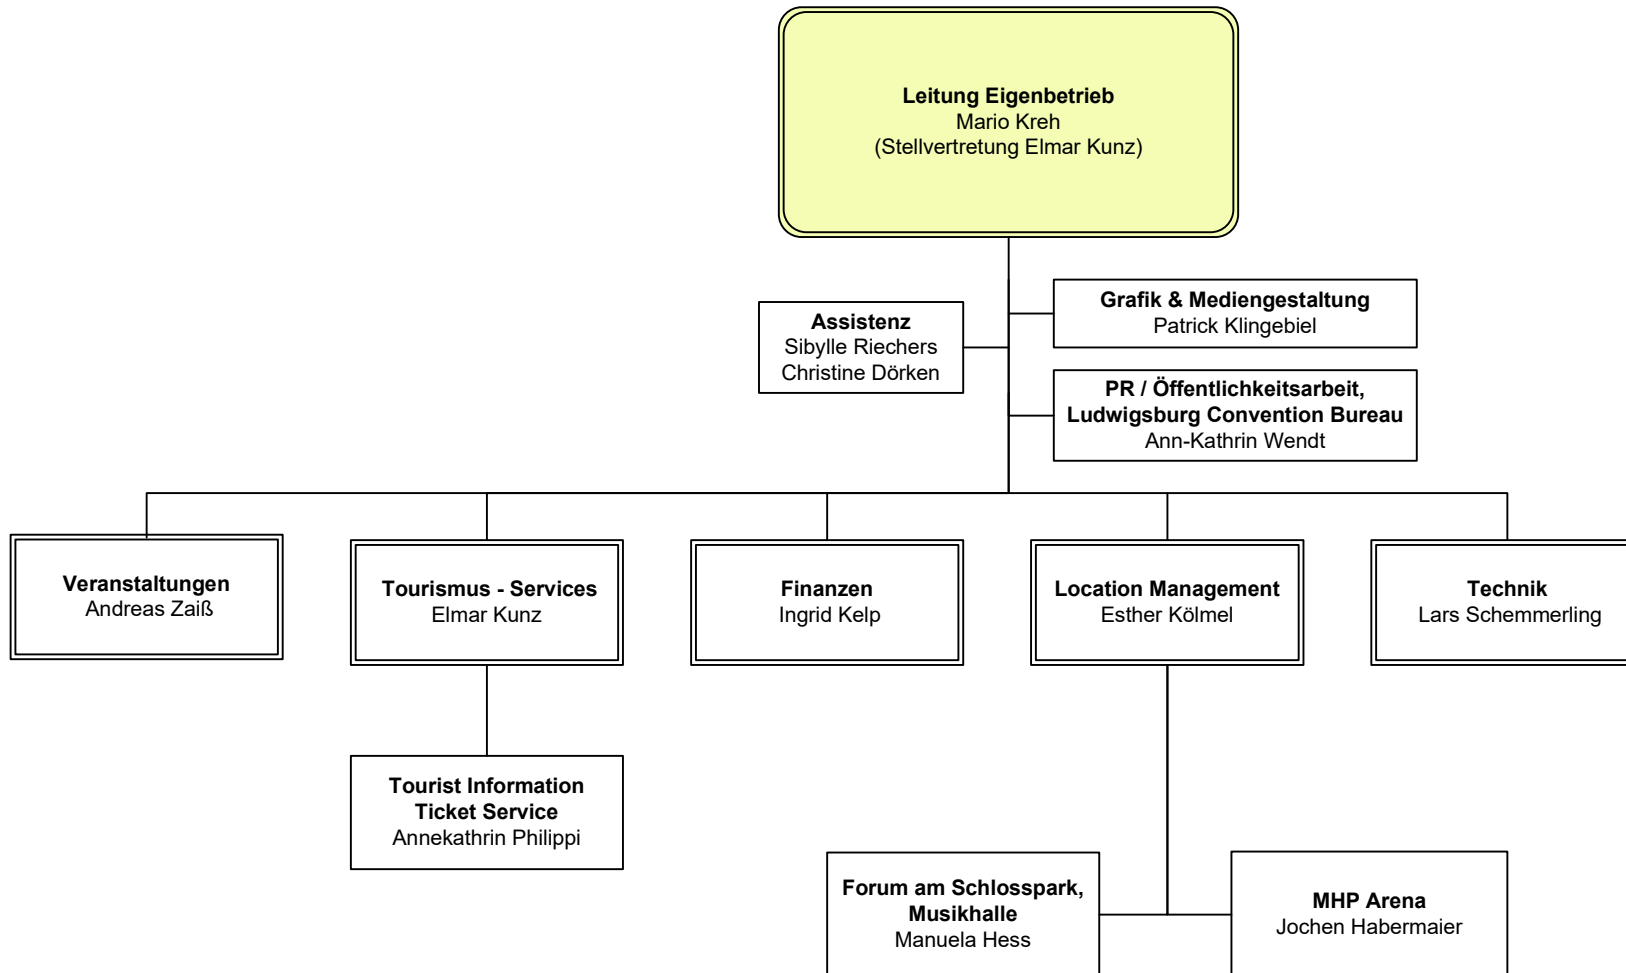 Leitung Eigenbetrieb
Mario Kreh
(Stellvertretung Elmar Kunz)
Grafik & Mediengestaltung
Patrick Klingebiel
Assistenz
Sibylle Riechers
Christine Dörken
PR / Öffentlichkeitsarbeit,
Ludwigsburg Convention Bureau
Ann-Kathrin Wendt
Veranstaltungen
Andreas Zaiß
Tourismus - Services
Elmar Kunz
Finanzen
Ingrid Kelp
Location Management
Esther Kölmel
Technik
Lars Schemmerling
Tourist Information
Ticket Service
Annekathrin Philippi
Forum am Schlosspark,
Musikhalle
Manuela Hess
MHP Arena
Jochen Habermaier